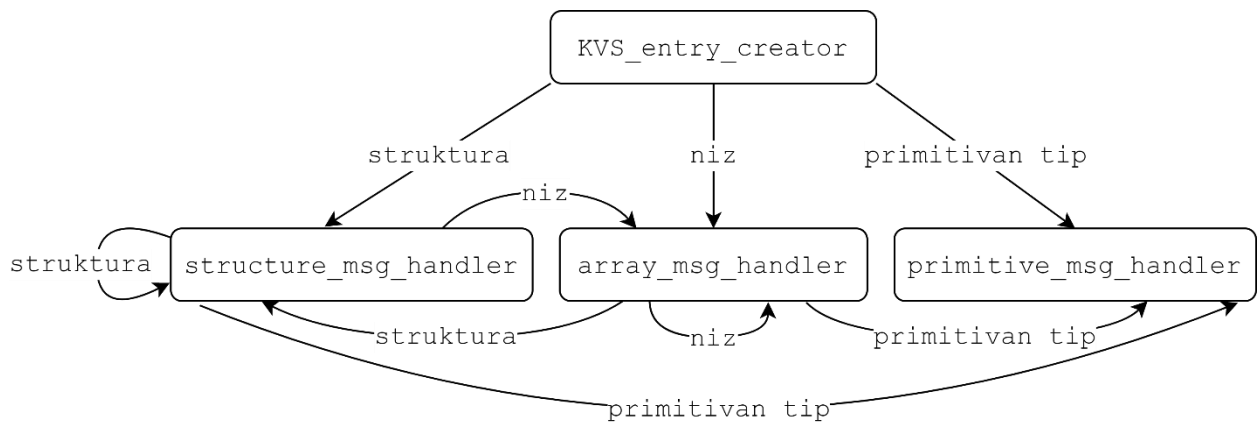 KVS_entry_creator
struktura
niz
primitivan tip
niz
struktura
structure_msg_handler
array_msg_handler
primitive_msg_handler
struktura
niz
primitivan tip
primitivan tip